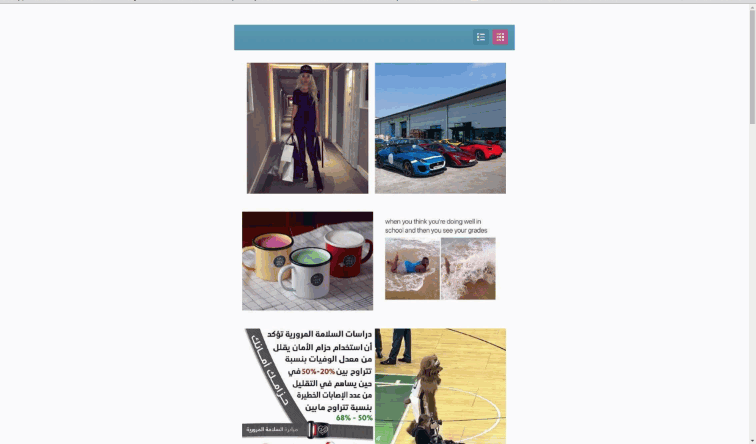 when you think you're doing well in
school and then you see your grades
دراسات السلامة المرورية تؤكد
أن استخدام حزام الأمان يقلل
من معدل الوفيات بنسبة
تتراوح بين 20%-50% في
حين يساهم في التقليل
من عدد الإصابات الخطيرة
بنسبة تتراوح مابين
50% - 68%
حزامك أمانك
مبادرة السلامة المرورية